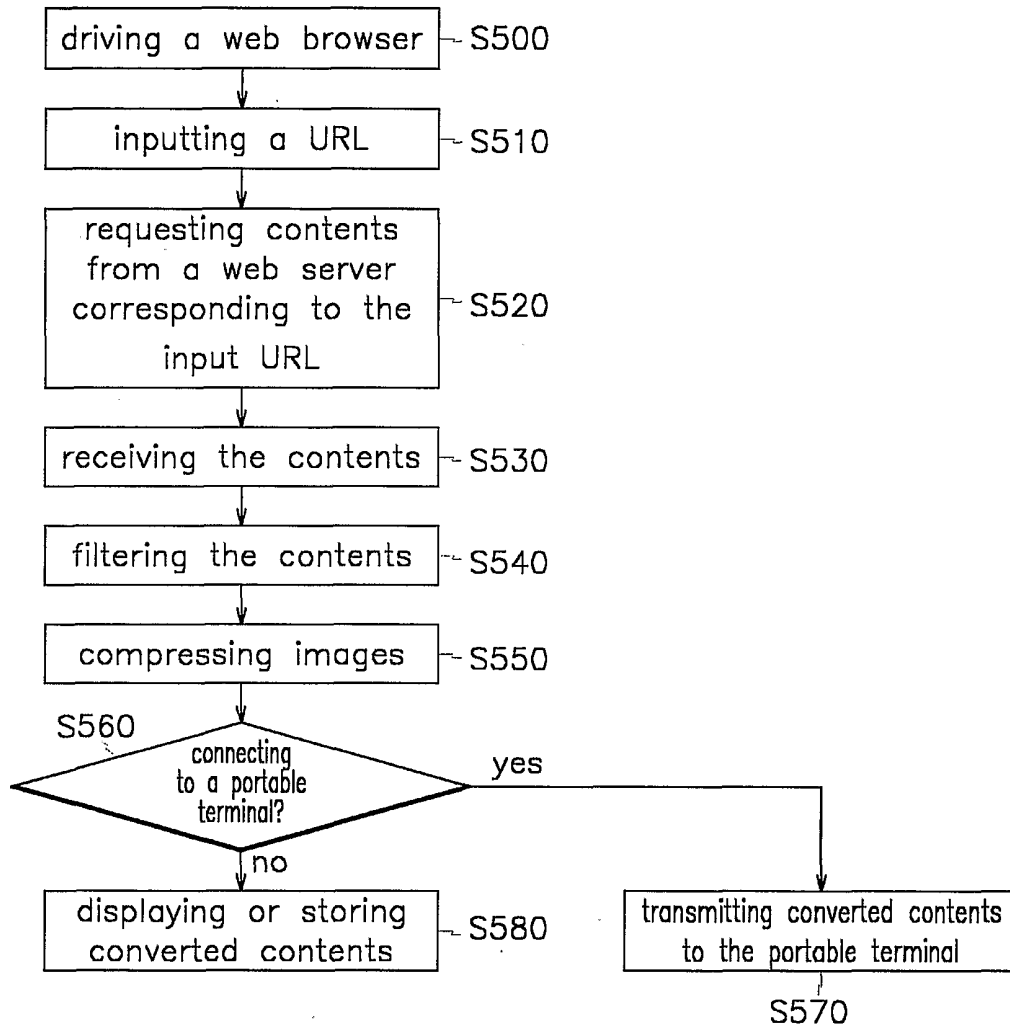 driving a web browser
S500
inputting a URL
S510
requesting contents
from a web server
corresponding to the
input URL
S520
receiving the contents
S530
filtering the contents
S540
compressing images
S550
S560
connecting
to a portable
terminal?
yes
no
displaying or storing
converted contents
S580
transmitting converted contents
to the portable terminal
S570